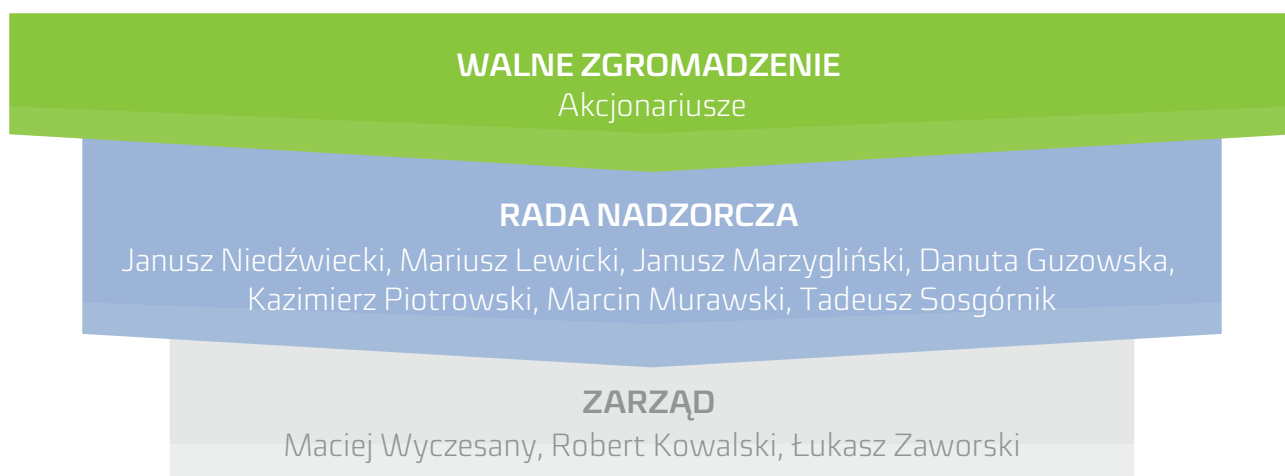 WALNE ZGROMADZENIE
Akcjonariusze
RADA NADZORCZA
Janusz Niedźwiecki, Mariusz Lewicki, Janusz Marzygliński, Danuta Guzowska,
Kazimierz Piotrowski, Marcin Murawski, Tadeusz Sosgórnik
ZARZĄD
Maciej Wyczesany, Robert Kowalski, Łukasz Zaworski